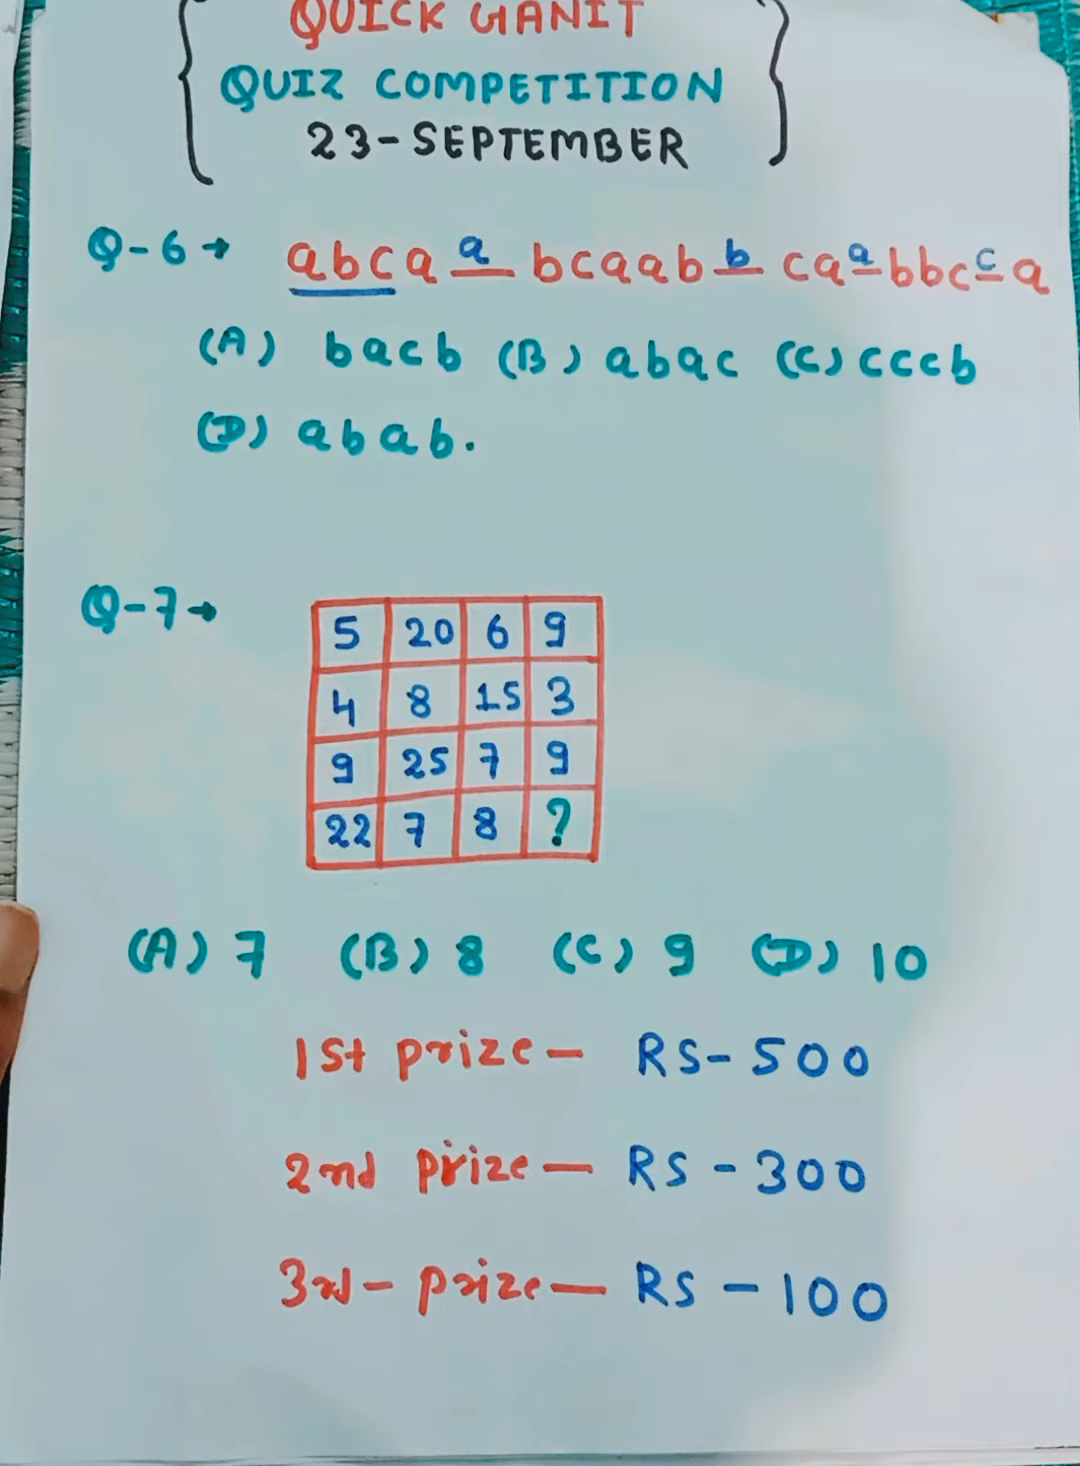 QUICK GANIT
QUIZ COMPETITION
23-SEPTEMBER
Q-6→ abca a bcaab b ca a bbc c a
(A) bacb (B) abac (C) cccb
(D) abab.
Q-7→
5 20 6 9
4 8 15 3
9 25 7 9
22 7 8 ?
(A) 7 (B) 8 (C) 9 (D) 10
1st prize- RS-500
2nd prize- RS-300
3rd-prize- RS-100